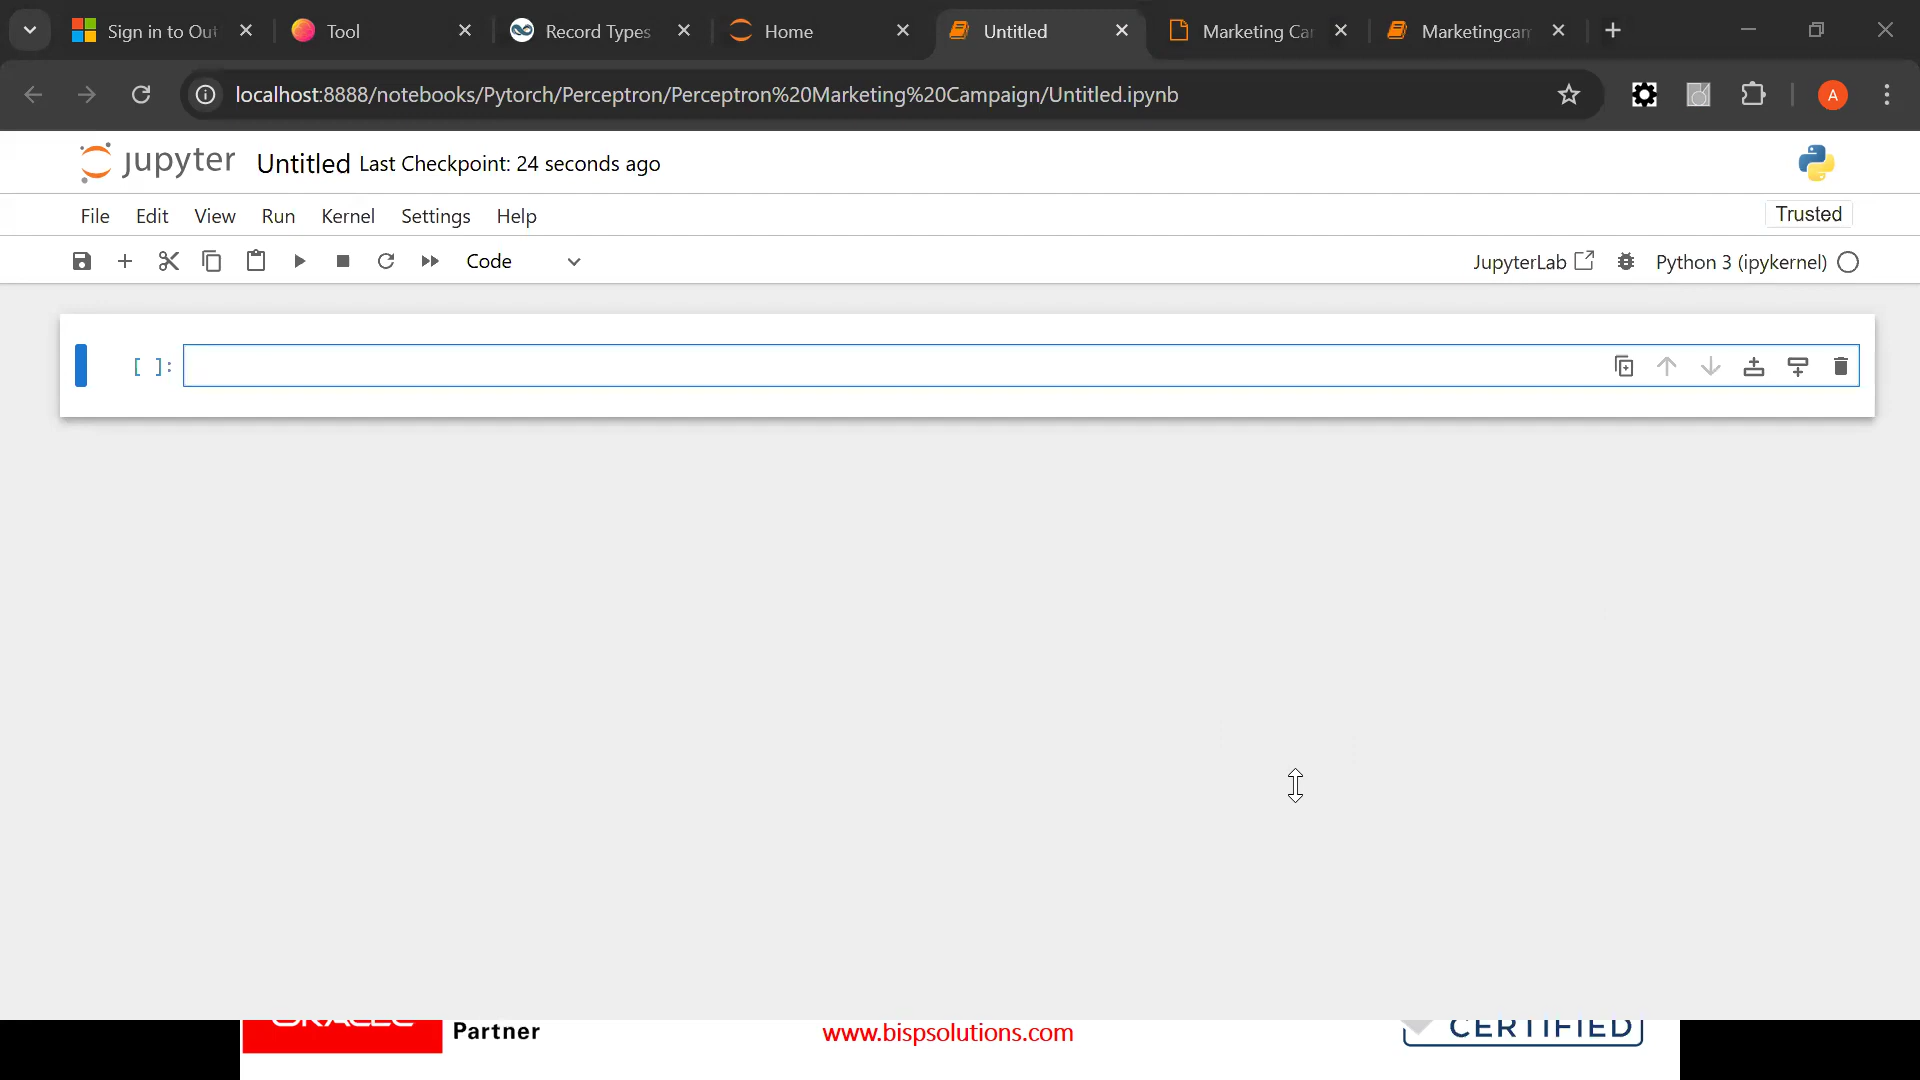 Sign in to Out
Tool
Record Types
Home
Untitled
Marketing Car
Marketingcam
localhost:8888/notebooks/Pytorch/Perceptron/Perceptron%20Marketing%20Campaign/Untitled.ipynb
A
jupyter Untitled Last Checkpoint: 24 seconds ago
File Edit View Run Kernel Settings Help
Trusted
Code
JupyterLab
Python 3 (ipykernel)
[ ]:
ORACLE
Partner
www.bispsolutions.com
CERTIFIED